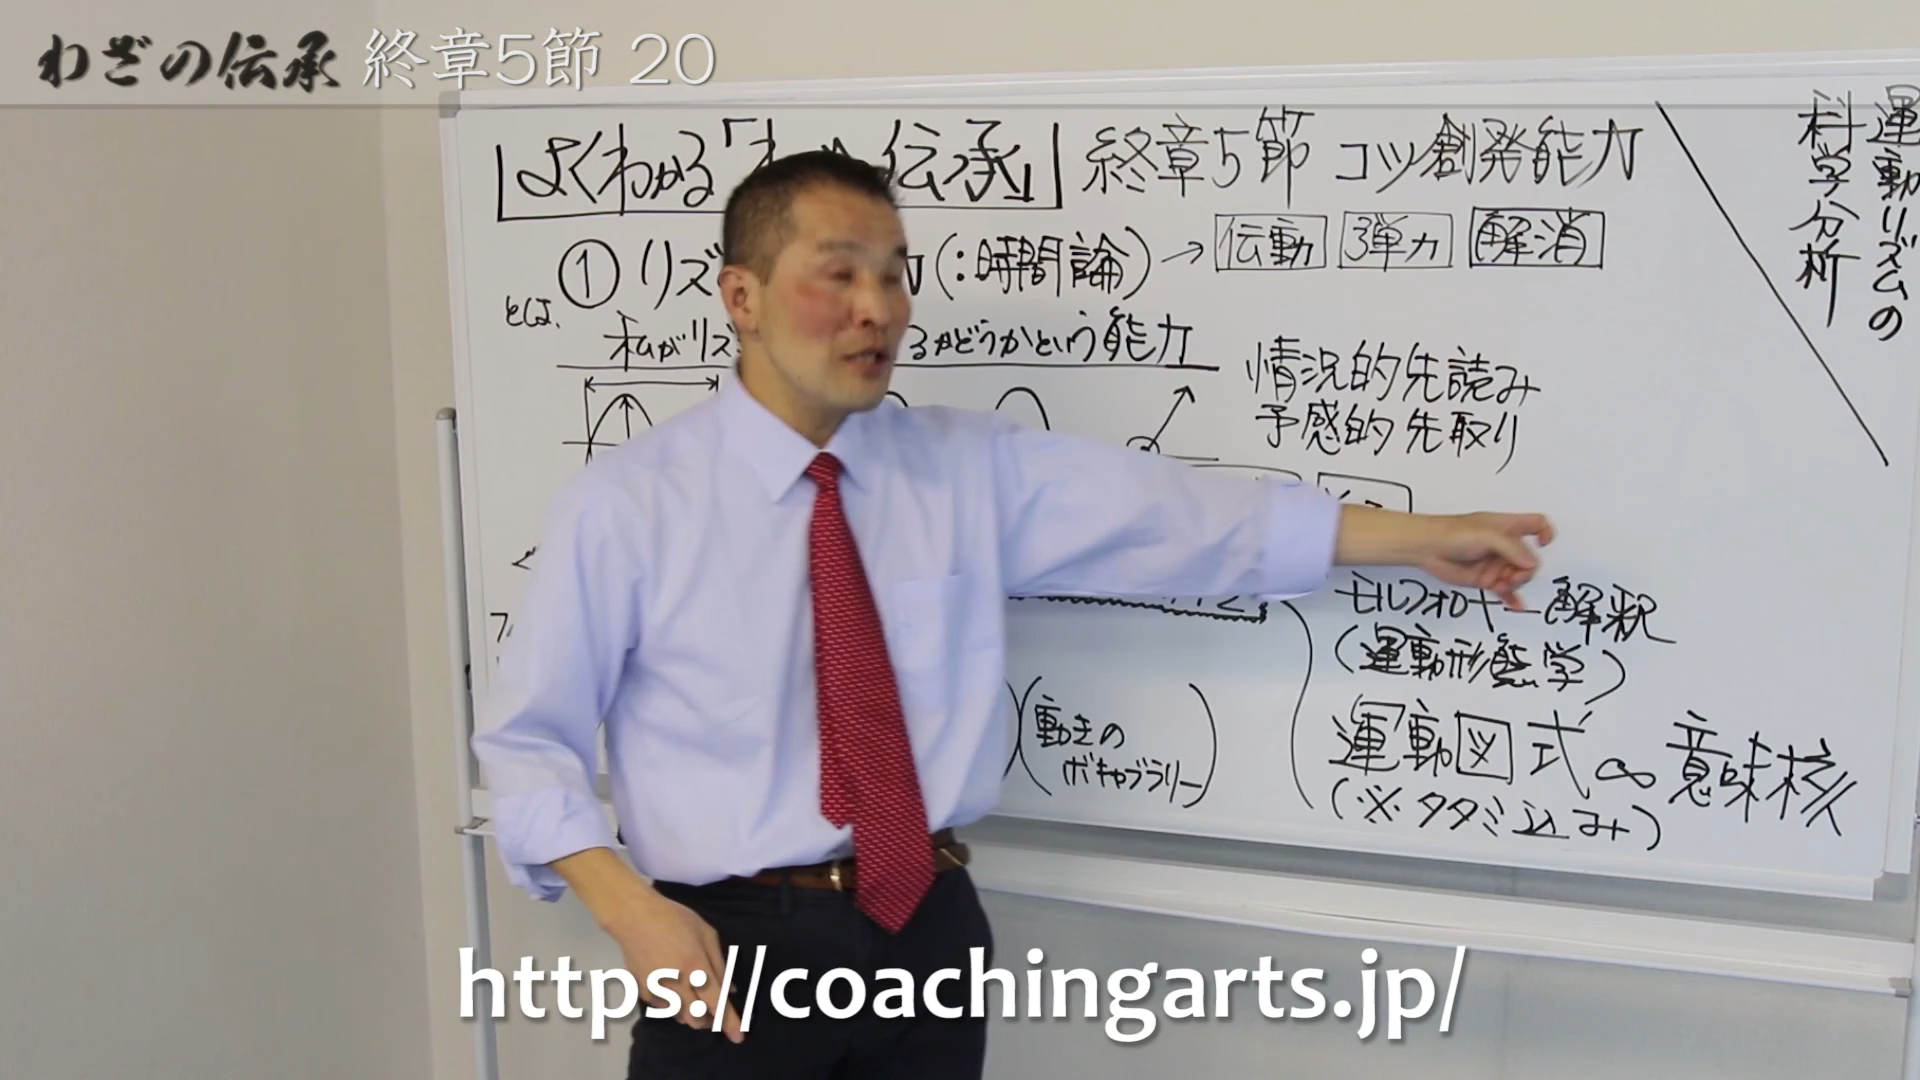 わざの伝承 終章5節 20
よくわかる「わ 伝承」 終章5節 コツ創発能力
運動リズムの
科学分析
① リズ 力(:時間論)→ 伝動 弾力 解消
とは、
私がリズ るかどうかという能力
情況的先読み
予感的先取り
モルフォロギー解釈
(運動形態学)
(動きの
ボキャブラリー)
運動図式∞意味核
(※タタミ込み)
https://coachingarts.jp/